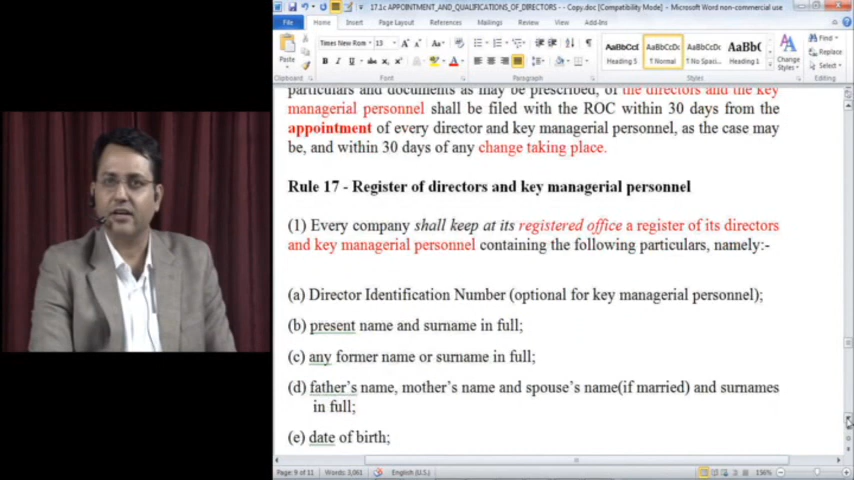 17.1c APPOINTMENT_AND_QUALIFICATIONS_OF_DIRECTORS - - Copy.doc [Compatibility Mode] - Microsoft Word non-commercial use
File Home Insert Page Layout References Mailings Review View Add-Ins
Paste
Times New Rom 13
Clipboard Font Paragraph Styles Editing
AaBbCcI AaBbCcDc AaBbCcDc AaBbC
Heading 5 ¶ Normal ¶ No Spaci... Heading 1
Change Styles
Find
Replace
Select
particulars and documents as may be prescribed, of the directors and the key
managerial personnel shall be filed with the ROC within 30 days from the
appointment of every director and key managerial personnel, as the case may
be, and within 30 days of any change taking place.
Rule 17 - Register of directors and key managerial personnel
(1) Every company shall keep at its registered office a register of its directors
and key managerial personnel containing the following particulars, namely:-
(a) Director Identification Number (optional for key managerial personnel);
(b) present name and surname in full;
(c) any former name or surname in full;
(d) father's name, mother's name and spouse's name(if married) and surnames
in full;
(e) date of birth;
Page: 9 of 11 Words: 3,061 English (U.S.) 156%